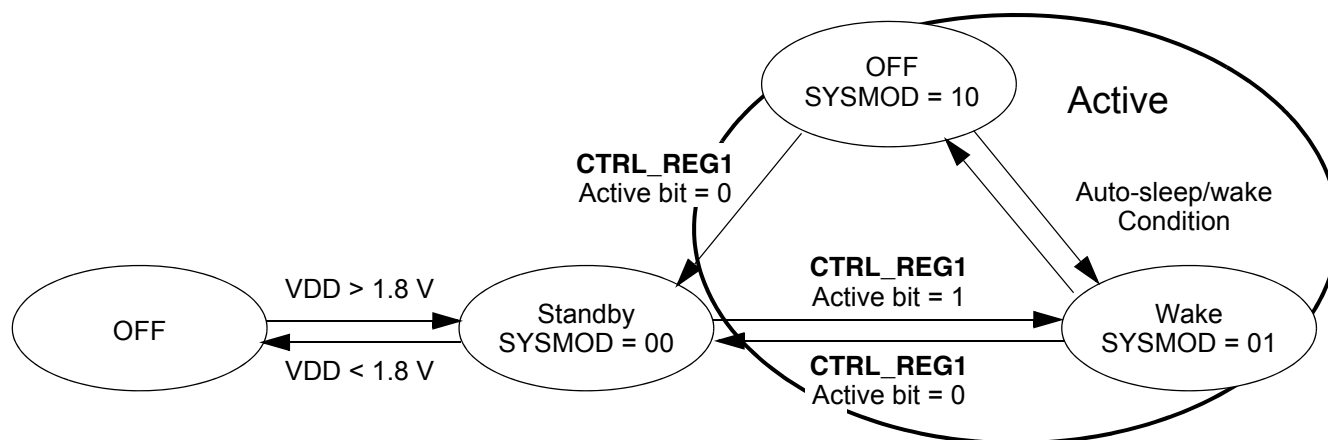 OFF
SYSMOD = 10
Active
CTRL_REG1
Active bit = 0
Auto-sleep/wake
Condition
VDD > 1.8 V
CTRL_REG1
Active bit = 1
OFF
Standby
SYSMOD = 00
Wake
SYSMOD = 01
VDD < 1.8 V
CTRL_REG1
Active bit = 0